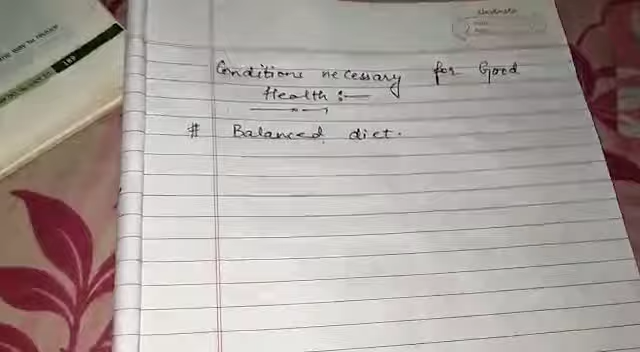 Conditions necessary for Good
Health :-
# Balanced diet.